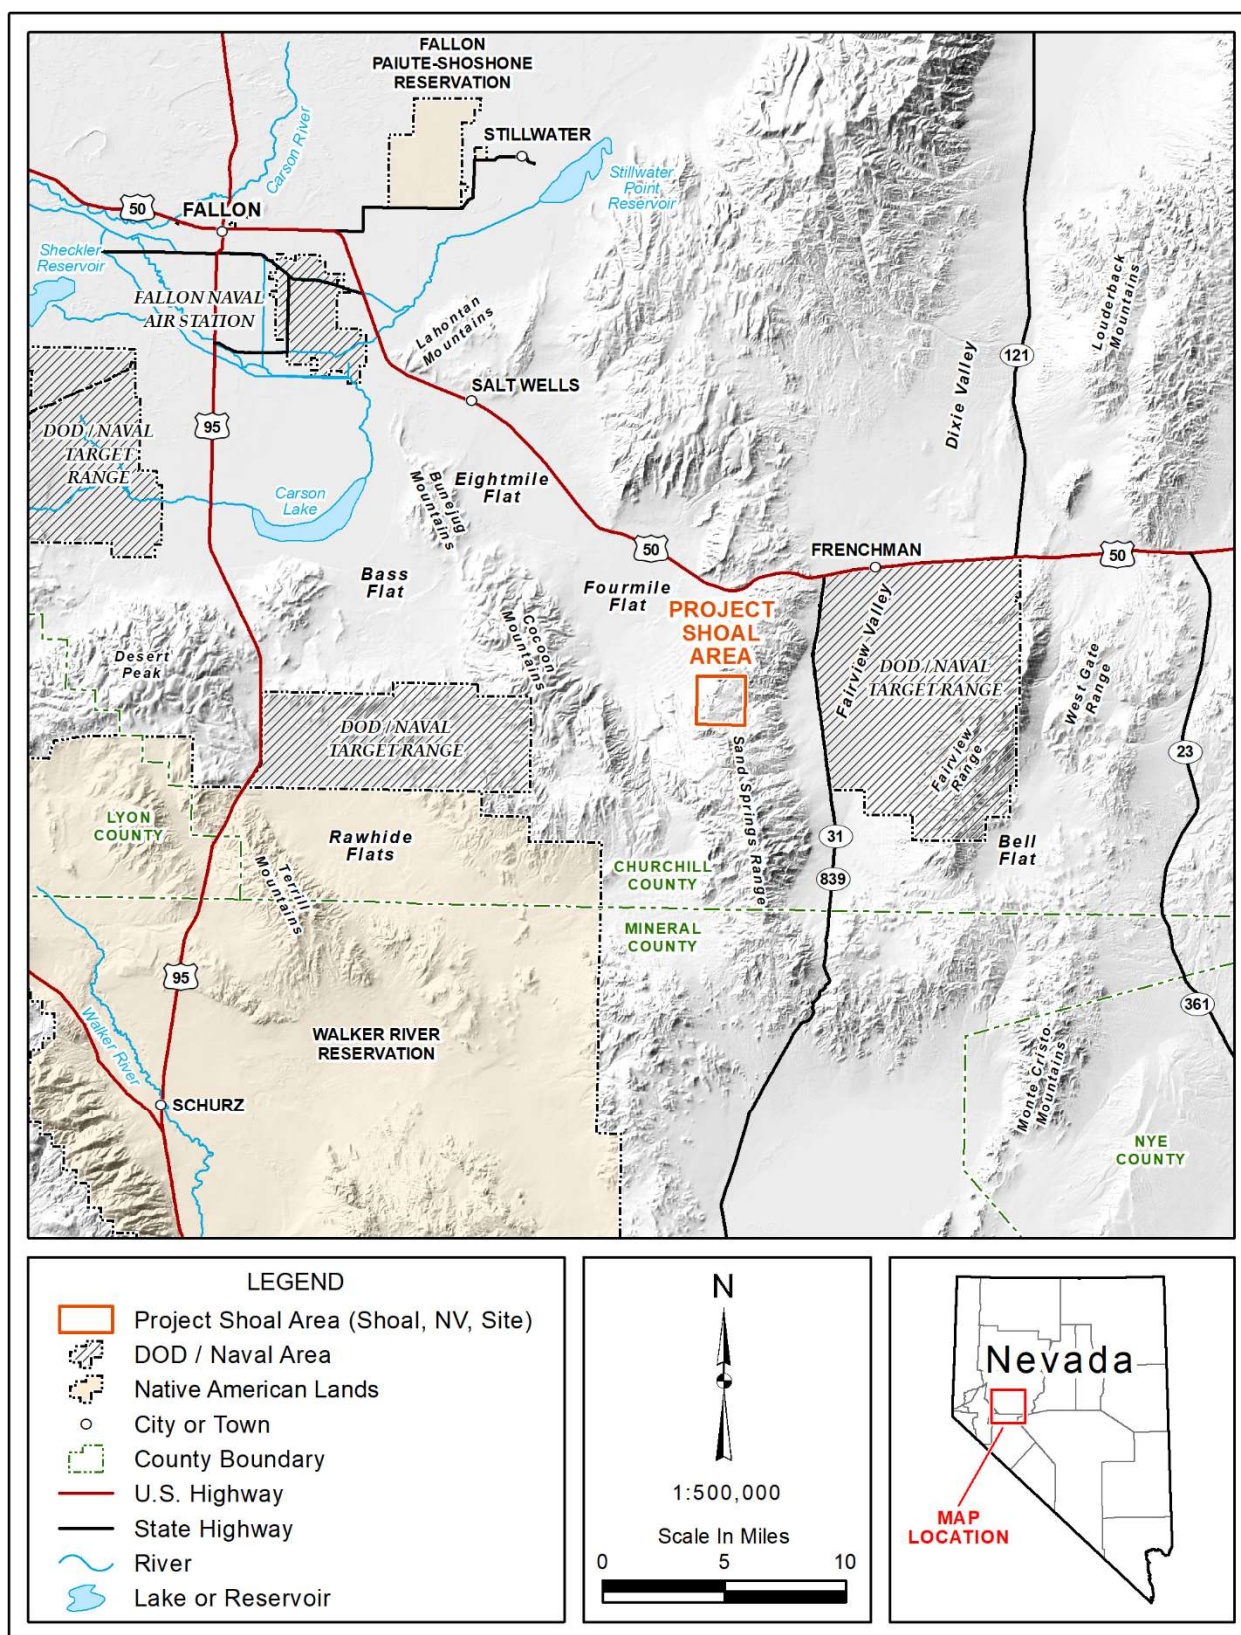 FALLON
PAIUTE-SHOSHONE
RESERVATION
STILLWATER
Carson River
Stillwater
Point
Reservoir
50
FALLON
Sheckler
Reservoir
FALLON NAVAL
AIR STATION
Lahontan
Mountains
Louderback
Mountains
121
Dixie Valley
SALT WELLS
95
DOD / NAVAL
TARGET
RANGE
Carson
Lake
Bunejug
Mountains
Eightmile
Flat
50
FRENCHMAN
50
Bass
Flat
Fourmile
Flat
PROJECT
SHOAL
AREA
Cocoon
Mountains
Desert
Peak
Fairview Valley
DOD / NAVAL
TARGET RANGE
West Gate
Range
DOD / NAVAL
TARGET RANGE
Sand Springs Range
Fairview
Range
23
LYON
COUNTY
Rawhide
Flats
Terrill
Mountains
31
Bell
Flat
CHURCHILL
COUNTY
839
MINERAL
COUNTY
95
361
Walker River
WALKER RIVER
RESERVATION
Monte Cristo
Mountains
SCHURZ
NYE
COUNTY
LEGEND
Project Shoal Area (Shoal, NV, Site)
DOD / Naval Area
Native American Lands
City or Town
County Boundary
U.S. Highway
State Highway
River
Lake or Reservoir
N
1:500,000
Scale In Miles
0 5 10
Nevada
MAP
LOCATION